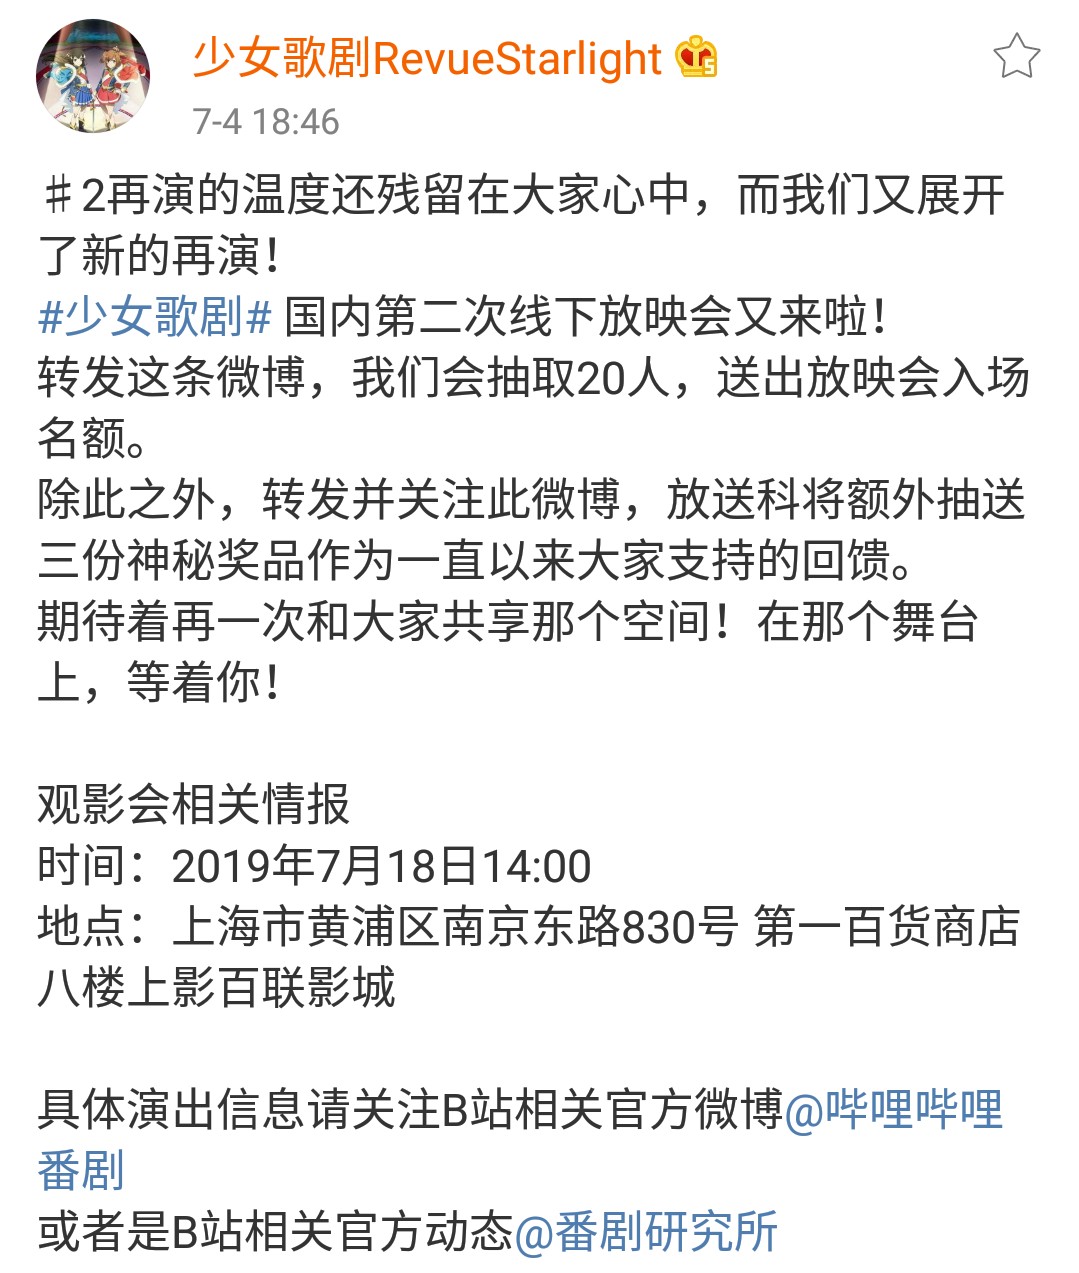 少女歌剧RevueStarlight
7-4 18:46
＃2再演的温度还残留在大家心中，而我们又展开
了新的再演！
#少女歌剧# 国内第二次线下放映会又来啦！
转发这条微博，我们会抽取20人，送出放映会入场
名额。
除此之外，转发并关注此微博，放送科将额外抽送
三份神秘奖品作为一直以来大家支持的回馈。
期待着再一次和大家共享那个空间！在那个舞台
上，等着你！
观影会相关情报
时间：2019年7月18日14:00
地点：上海市黄浦区南京东路830号 第一百货商店
八楼上影百联影城
具体演出信息请关注B站相关官方微博@哔哩哔哩
番剧
或者是B站相关官方动态@番剧研究所